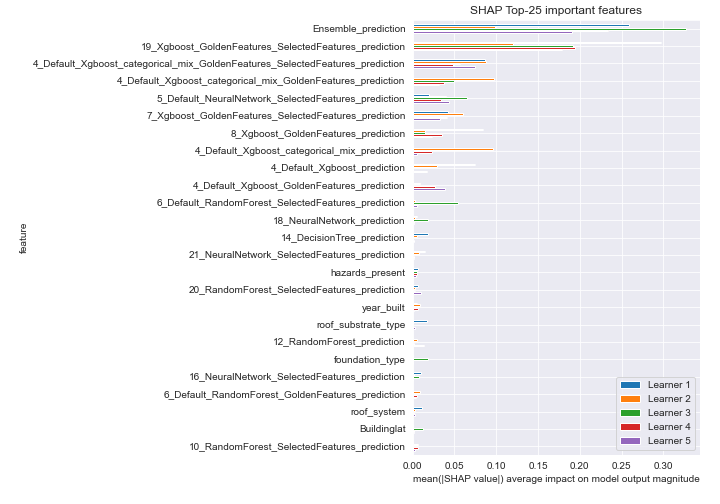 SHAP Top-25 important features
Ensemble_prediction
19_Xgboost_GoldenFeatures_SelectedFeatures_prediction
4_Default_Xgboost_categorical_mix_GoldenFeatures_SelectedFeatures_prediction
4_Default_Xgboost_categorical_mix_GoldenFeatures_prediction
5_Default_NeuralNetwork_SelectedFeatures_prediction
7_Xgboost_GoldenFeatures_SelectedFeatures_prediction
8_Xgboost_GoldenFeatures_prediction
4_Default_Xgboost_categorical_mix_prediction
4_Default_Xgboost_prediction
4_Default_Xgboost_GoldenFeatures_prediction
6_Default_RandomForest_SelectedFeatures_prediction
18_NeuralNetwork_prediction
14_DecisionTree_prediction
21_NeuralNetwork_SelectedFeatures_prediction
hazards_present
20_RandomForest_SelectedFeatures_prediction
year_built
roof_substrate_type
12_RandomForest_prediction
foundation_type
16_NeuralNetwork_SelectedFeatures_prediction
6_Default_RandomForest_GoldenFeatures_prediction
roof_system
Buildinglat
10_RandomForest_SelectedFeatures_prediction
feature
Learner 1
Learner 2
Learner 3
Learner 4
Learner 5
0.00 0.05 0.10 0.15 0.20 0.25 0.30
mean(|SHAP value|) average impact on model output magnitude